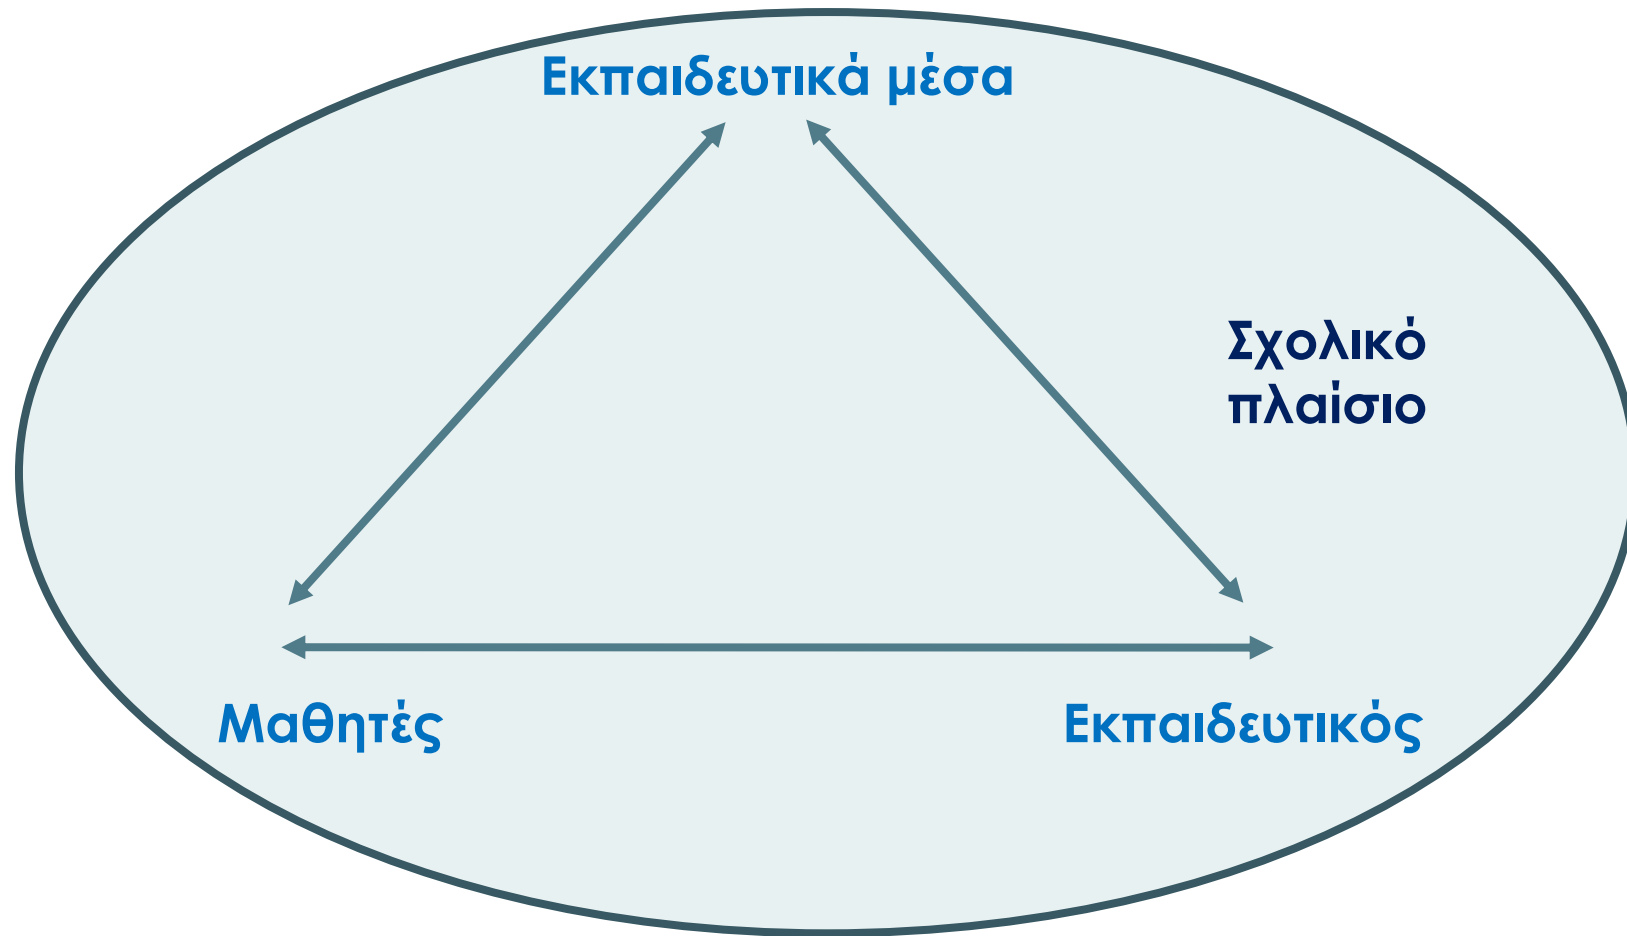 Εκπαιδευτικά μέσα
Σχολικό
πλαίσιο
Μαθητές
Εκπαιδευτικός